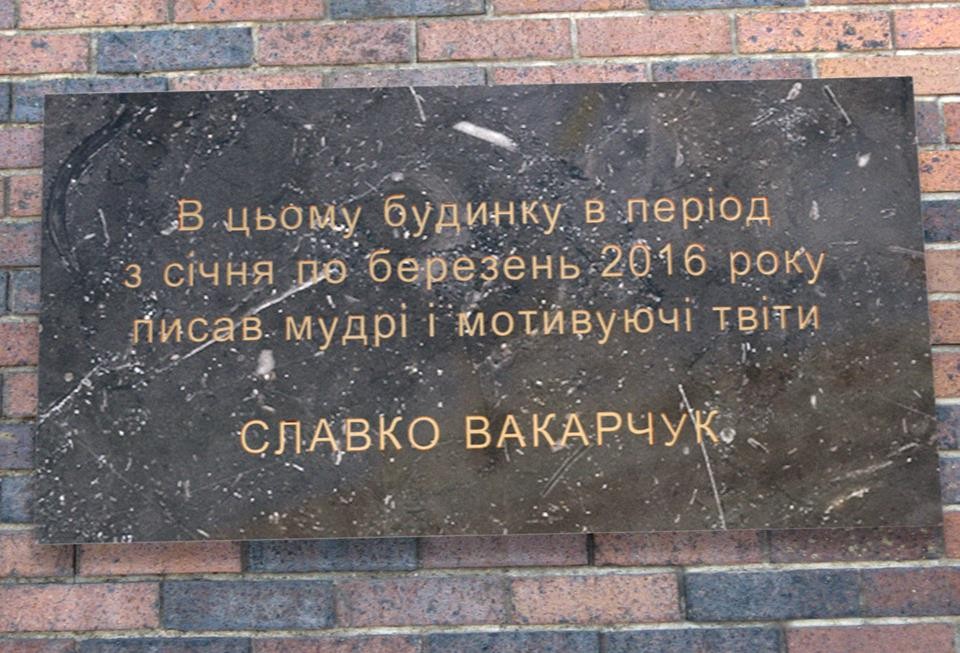 В цьому будинку в період
з січня по березень 2016 року
писав мудрі і мотивуючі твіти
СЛАВКО ВАКАРЧУК